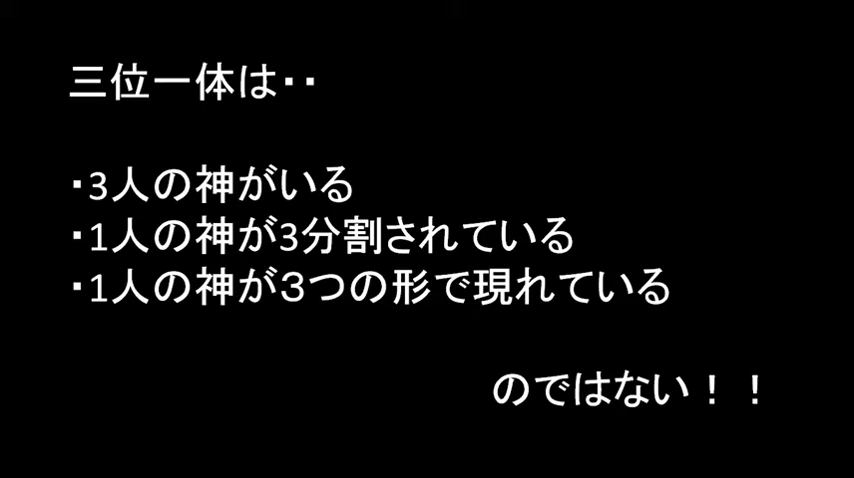 三位一体は・・
・3人の神がいる
・1人の神が3分割されている
・1人の神が３つの形で現れている
のではない！！